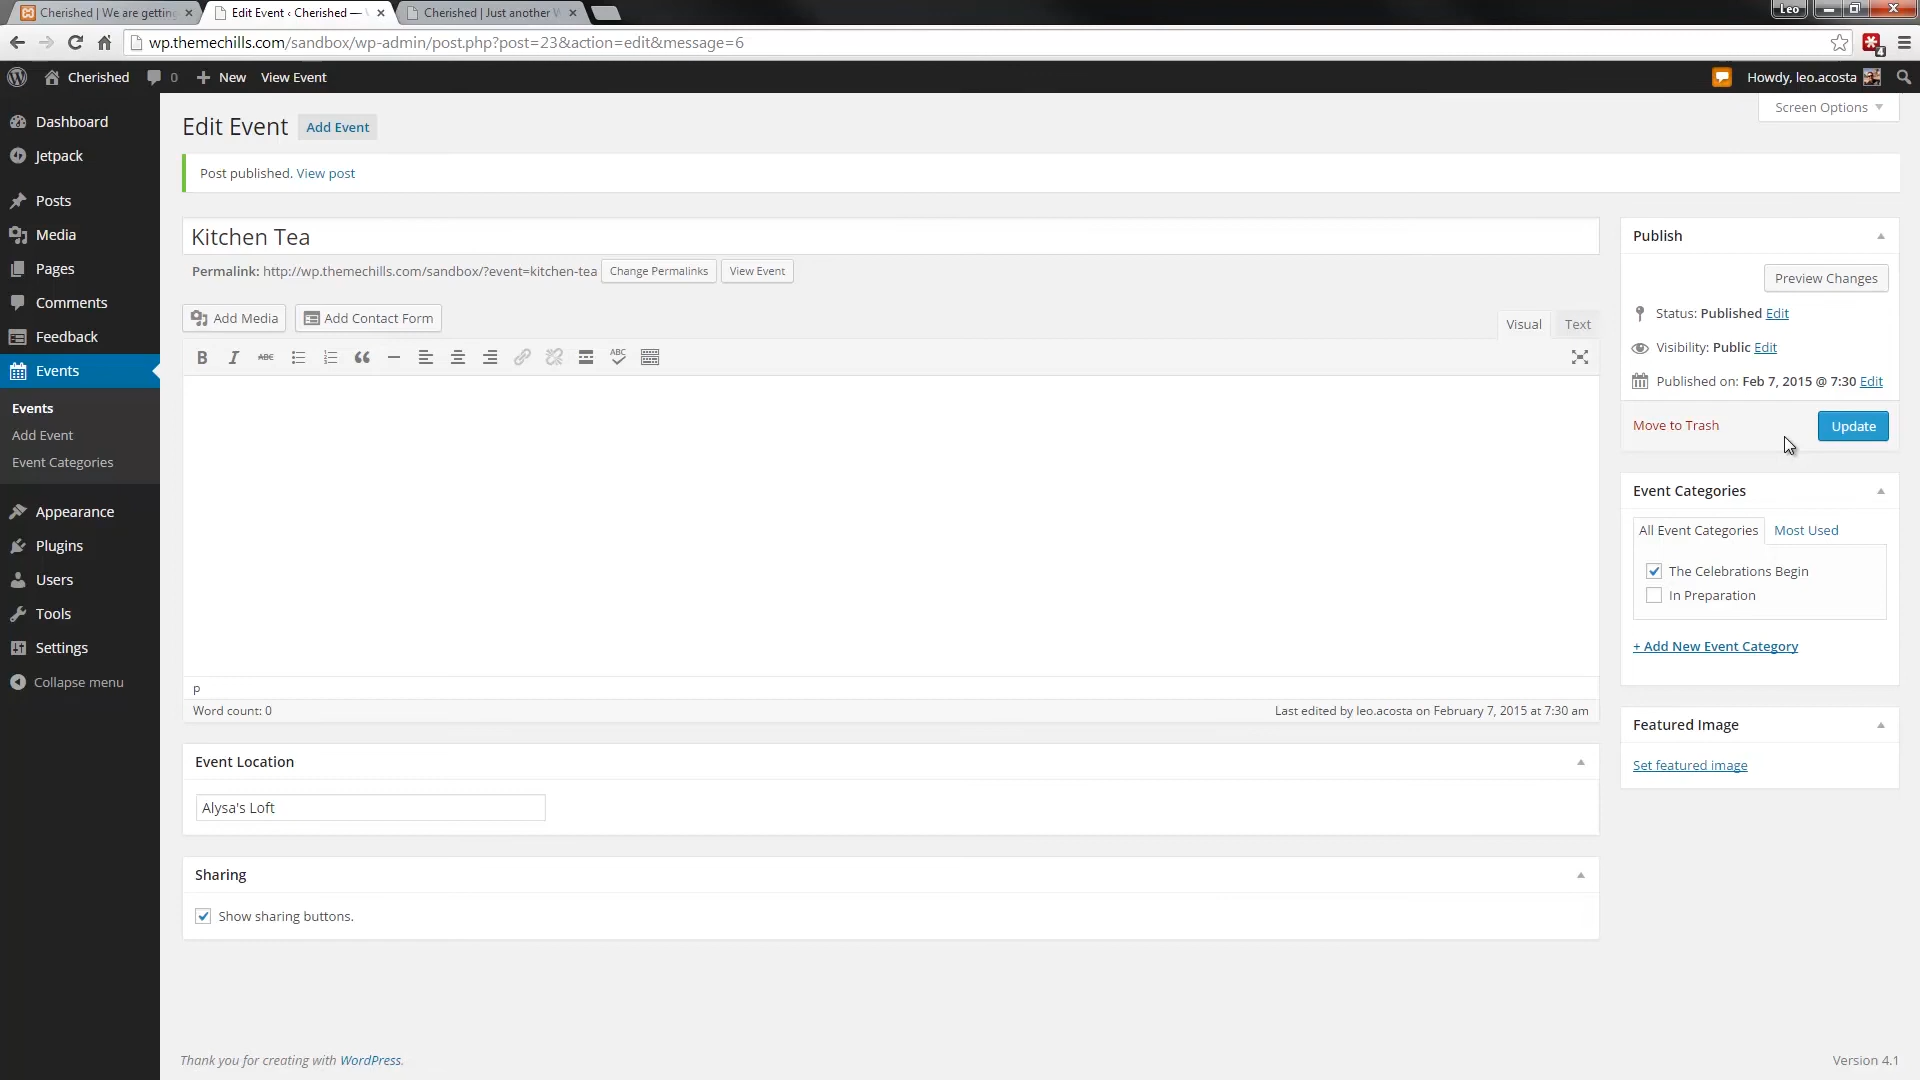 Cherished | We are getting
Edit Event ‹ Cherished —
Cherished | Just another
Leo
wp.themechills.com/sandbox/wp-admin/post.php?post=23&action=edit&message=6
4
Cherished 0 New View Event
Howdy, leo.acosta
Screen Options
Dashboard
Jetpack
Posts
Media
Pages
Comments
Feedback
Events
Events
Add Event
Event Categories
Appearance
Plugins
Users
Tools
Settings
Collapse menu
Edit Event Add Event
Post published. View post
Kitchen Tea
Permalink: http://wp.themechills.com/sandbox/?event=kitchen-tea Change Permalinks View Event
Add Media Add Contact Form
Visual Text
B I ABC ABC
p
Word count: 0
Last edited by leo.acosta on February 7, 2015 at 7:30 am
Event Location
Alysa's Loft
Sharing
Show sharing buttons.
Publish
Preview Changes
Status: Published Edit
Visibility: Public Edit
Published on: Feb 7, 2015 @ 7:30 Edit
Move to Trash Update
Event Categories
All Event Categories Most Used
The Celebrations Begin
In Preparation
+ Add New Event Category
Featured Image
Set featured image
Thank you for creating with WordPress.
Version 4.1